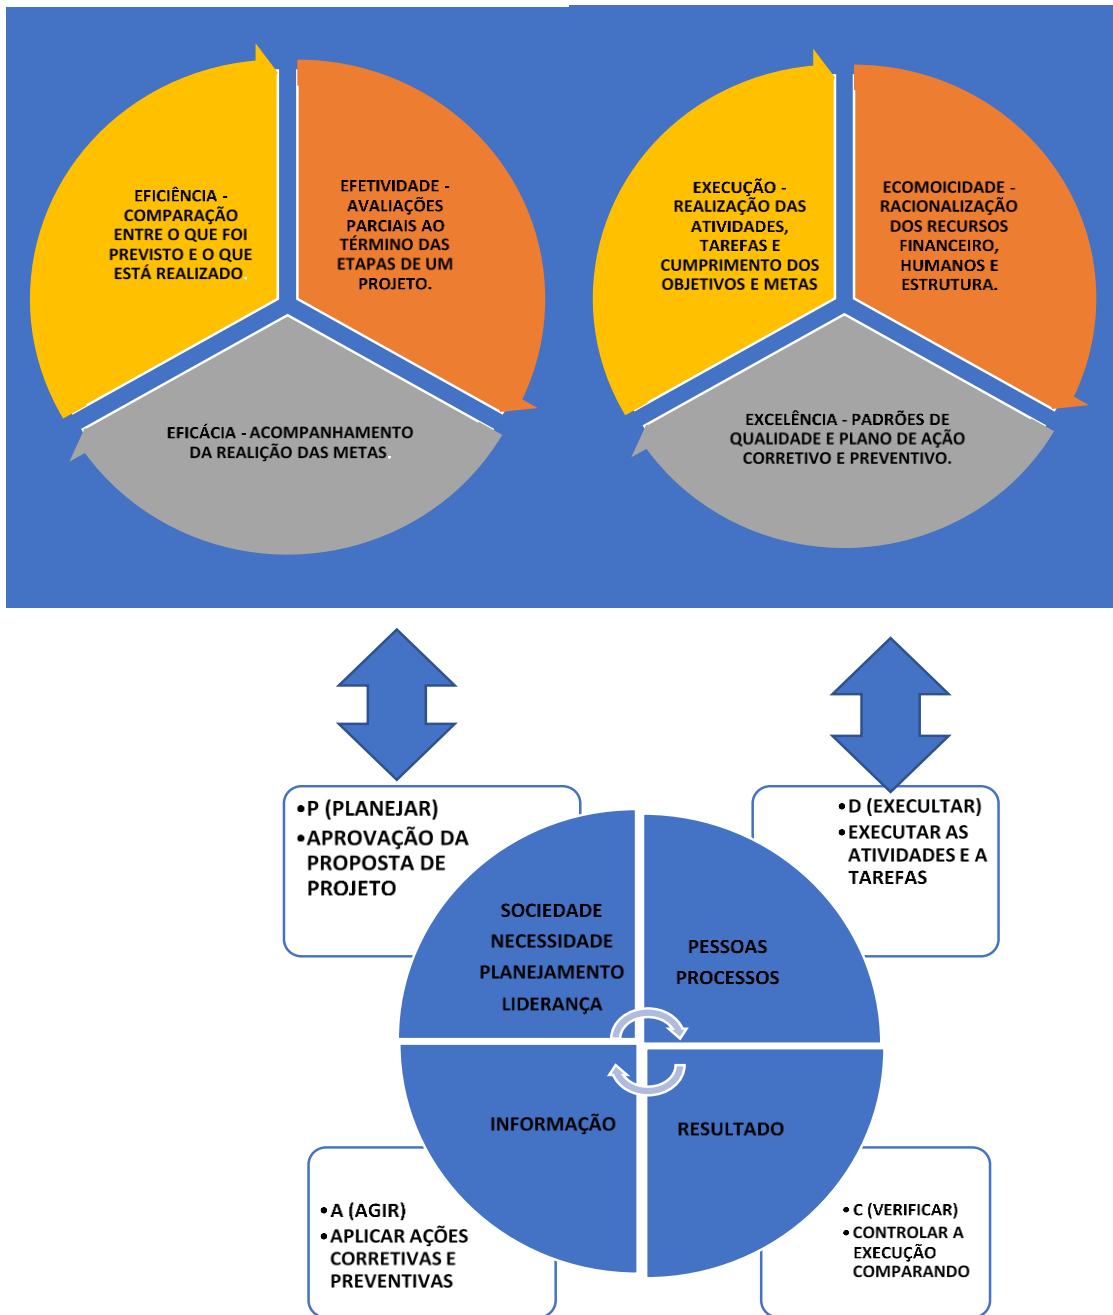 EFICIÊNCIA -
COMPARAÇÃO
ENTRE O QUE FOI
PREVISTO E O QUE
ESTÁ REALIZADO.
EFETIVIDADE -
AVALIAÇÕES
PARCIAIS AO
TÉRMINO DAS
ETAPAS DE UM
PROJETO.
EFICÁCIA - ACOMPANHAMENTO
DA REALIÇÃO DAS METAS.
EXECUÇÃO -
REALIZAÇÃO DAS
ATIVIDADES,
TAREFAS E
CUMPRIMENTO DOS
OBJETIVOS E METAS
ECOMOICIDADE -
RACIONALIZAÇÃO
DOS RECURSOS
FINANCEIRO,
HUMANOS E
ESTRUTURA.
EXCELÊNCIA - PADRÕES DE
QUALIDADE E PLANO DE AÇÃO
CORRETIVO E PREVENTIVO.
•P (PLANEJAR)
•APROVAÇÃO DA
PROPOSTA DE
PROJETO
•D (EXECULTAR)
•EXECUTAR AS
ATIVIDADES E A
TAREFAS
SOCIEDADE
NECESSIDADE
PLANEJAMENTO
LIDERANÇA
PESSOAS
PROCESSOS
INFORMAÇÃO
RESULTADO
•A (AGIR)
•APLICAR AÇÕES
CORRETIVAS E
PREVENTIVAS
•C (VERIFICAR)
•CONTROLAR A
EXECUÇÃO
COMPARANDO